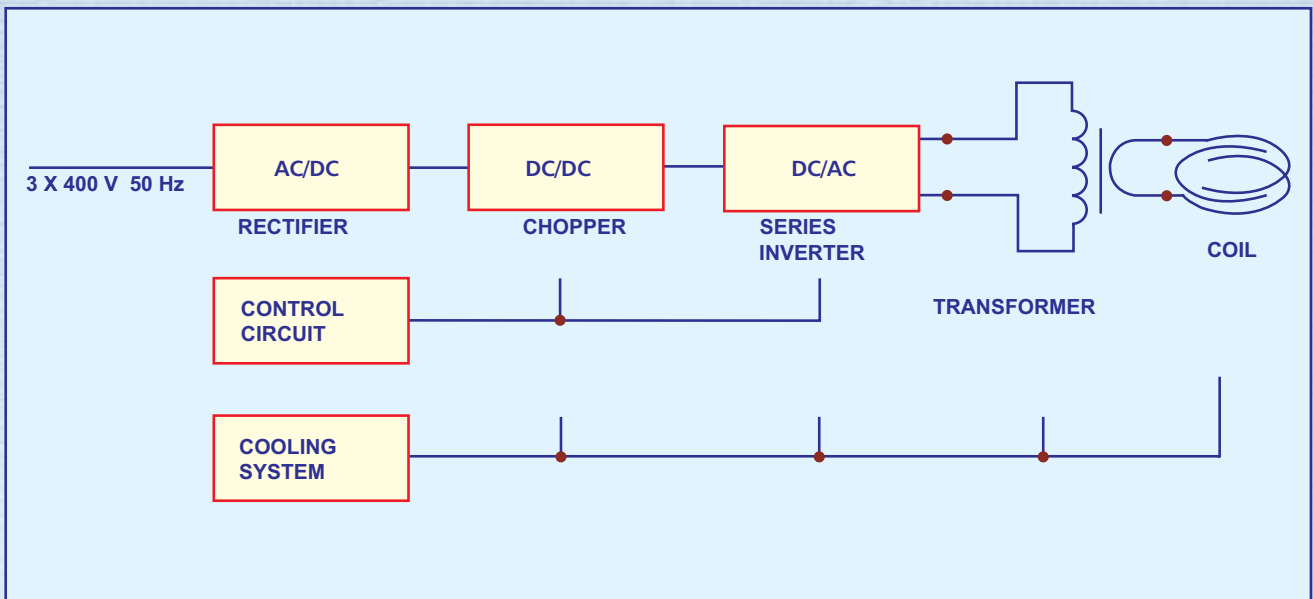 3 X 400 V 50 Hz
AC/DC
RECTIFIER
DC/DC
CHOPPER
DC/AC
SERIES
INVERTER
COIL
TRANSFORMER
CONTROL
CIRCUIT
COOLING
SYSTEM